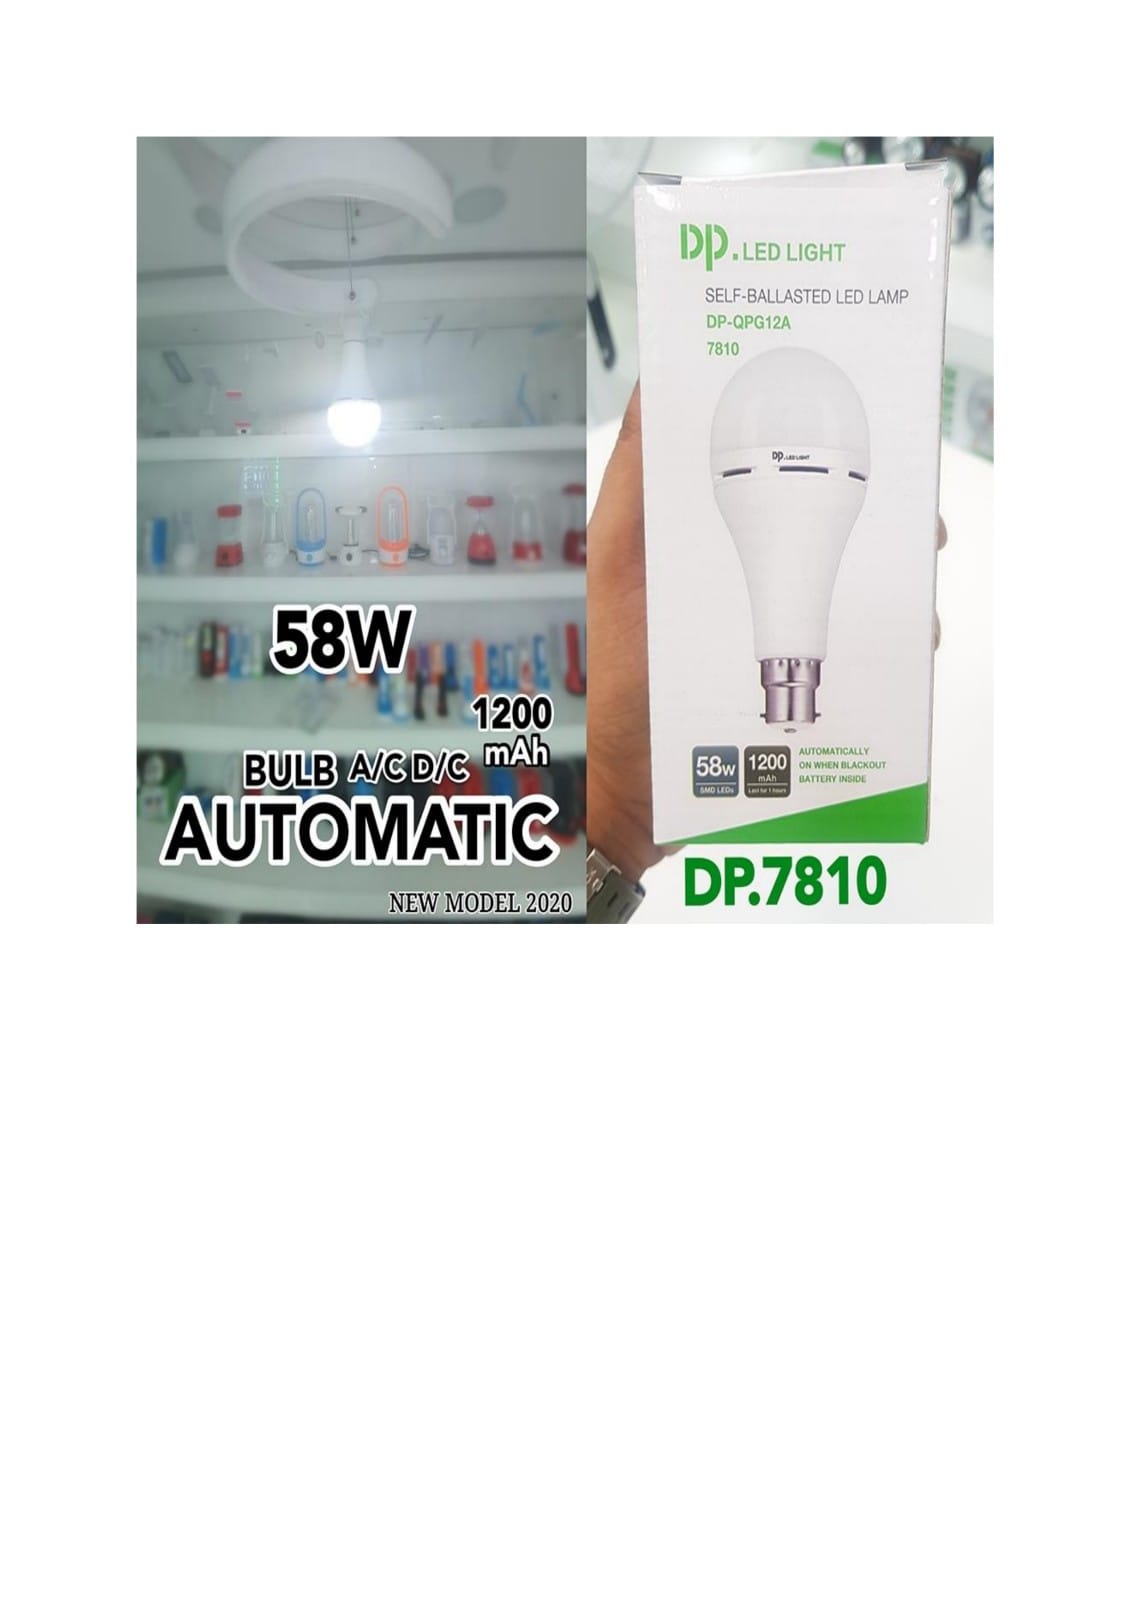 58W
1200
mAh
BULB A/C D/C
AUTOMATIC
NEW MODEL 2020
Dp.LED LIGHT
SELF-BALLASTED LED LAMP
DP-QPG12A
7810
Dp.LED LIGHT
58w
SMD LEDs
1200
mAh
Last for 1 hours
AUTOMATICALLY
ON WHEN BLACKOUT
BATTERY INSIDE
DP.7810